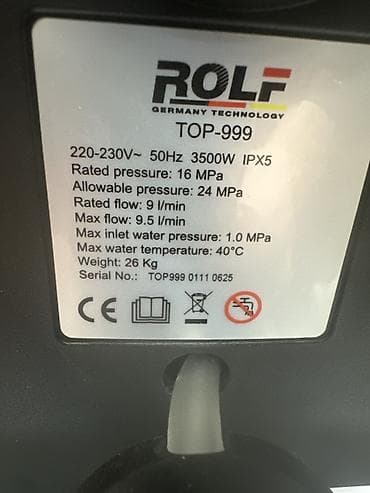 ROLF
GERMANY TECHNOLOGY
TOP-999
220-230V~ 50Hz 3500W IPX5
Rated pressure: 16 MPa
Allowable pressure: 24 MPa
Rated flow: 9 l/min
Max flow: 9.5 l/min
Max inlet water pressure: 1.0 MPa
Max water temperature: 40°C
Weight: 26 Kg
Serial No.: TOP999 0111 0625
CE